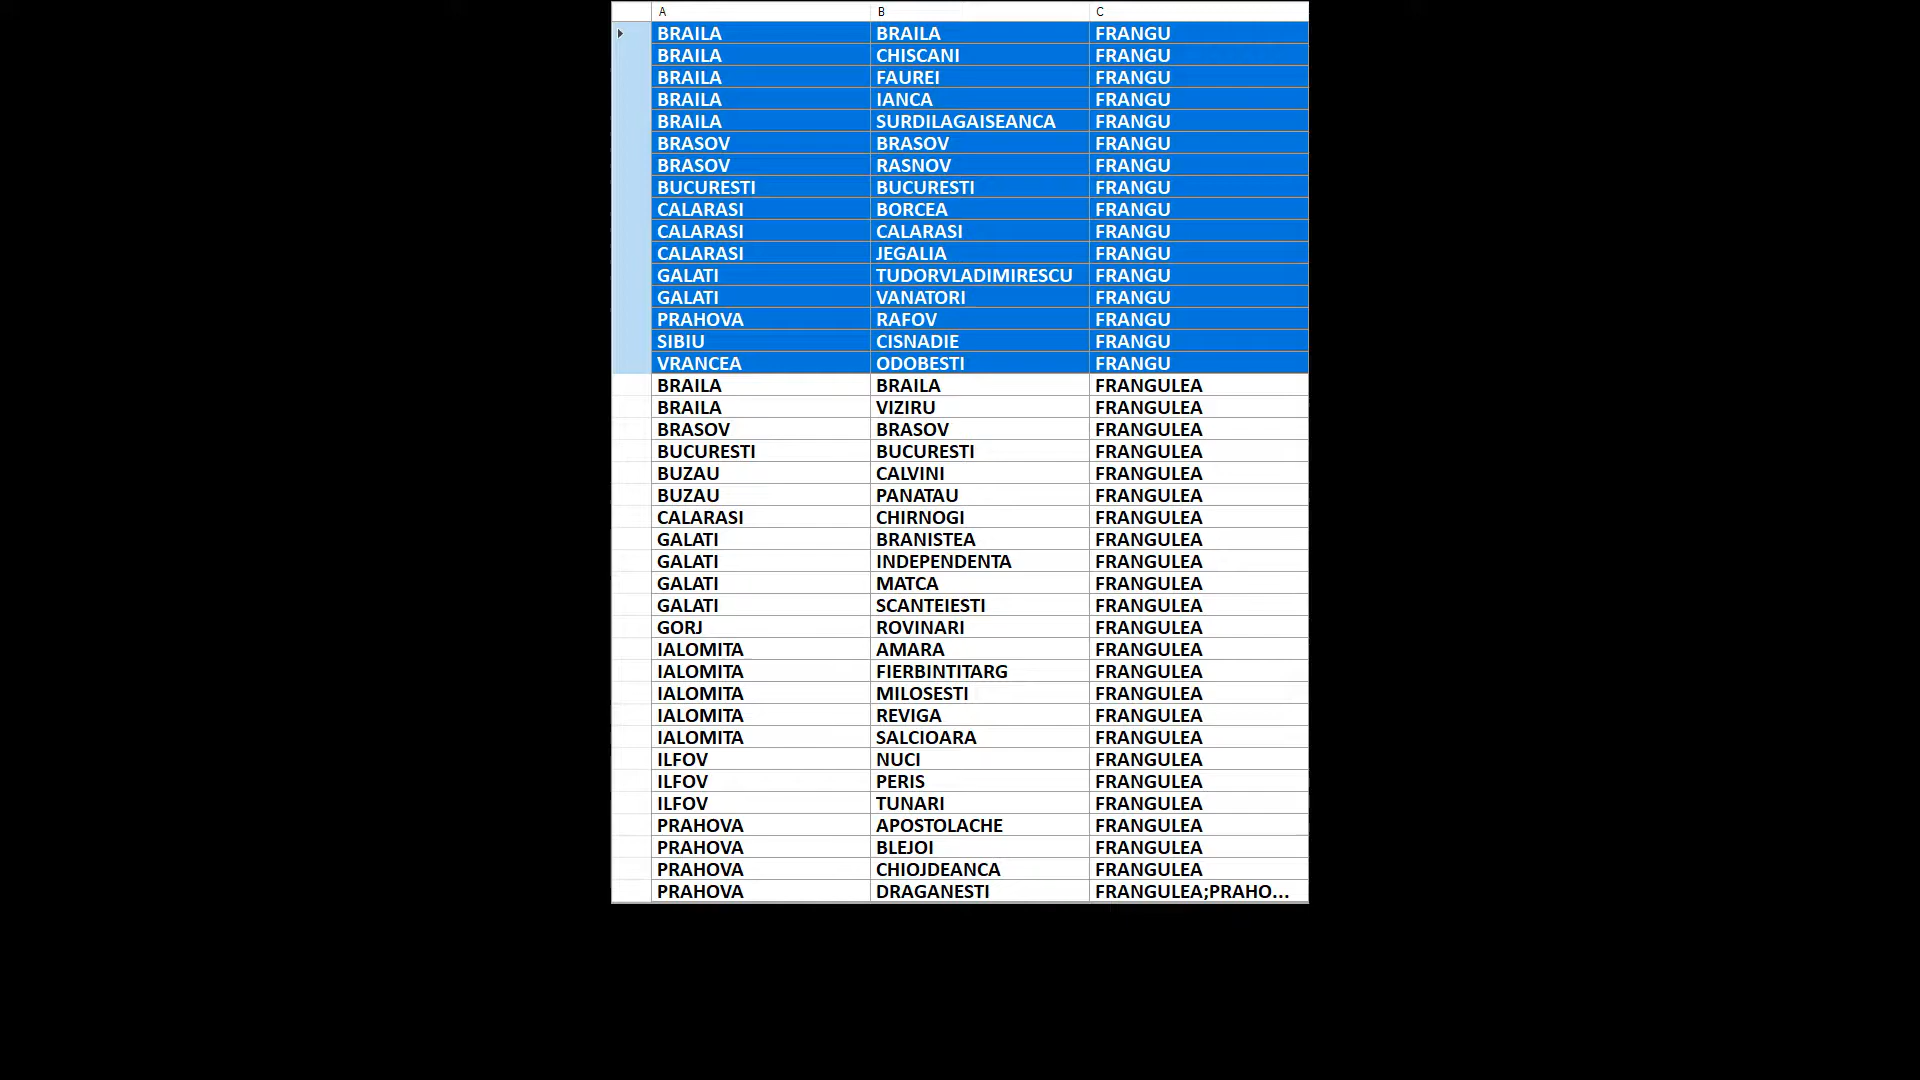 A B C
BRAILA BRAILA FRANGU
BRAILA CHISCANI FRANGU
BRAILA FAUREI FRANGU
BRAILA IANCA FRANGU
BRAILA SURDILAGAISEANCA FRANGU
BRASOV BRASOV FRANGU
BRASOV RASNOV FRANGU
BUCURESTI BUCURESTI FRANGU
CALARASI BORCEA FRANGU
CALARASI CALARASI FRANGU
CALARASI JEGALIA FRANGU
GALATI TUDORVLADIMIRESCU FRANGU
GALATI VANATORI FRANGU
PRAHOVA RAFOV FRANGU
SIBIU CISNADIE FRANGU
VRANCEA ODOBESTI FRANGU
BRAILA BRAILA FRANGULEA
BRAILA VIZIRU FRANGULEA
BRASOV BRASOV FRANGULEA
BUCURESTI BUCURESTI FRANGULEA
BUZAU CALVINI FRANGULEA
BUZAU PANATAU FRANGULEA
CALARASI CHIRNOGI FRANGULEA
GALATI BRANISTEA FRANGULEA
GALATI INDEPENDENTA FRANGULEA
GALATI MATCA FRANGULEA
GALATI SCANTEIESTI FRANGULEA
GORJ ROVINARI FRANGULEA
IALOMITA AMARA FRANGULEA
IALOMITA FIERBINTITARG FRANGULEA
IALOMITA MILOSESTI FRANGULEA
IALOMITA REVIGA FRANGULEA
IALOMITA SALCIOARA FRANGULEA
ILFOV NUCI FRANGULEA
ILFOV PERIS FRANGULEA
ILFOV TUNARI FRANGULEA
PRAHOVA APOSTOLACHE FRANGULEA
PRAHOVA BLEJOI FRANGULEA
PRAHOVA CHIOJDEANCA FRANGULEA
PRAHOVA DRAGANESTI FRANGULEA;PRAHO...